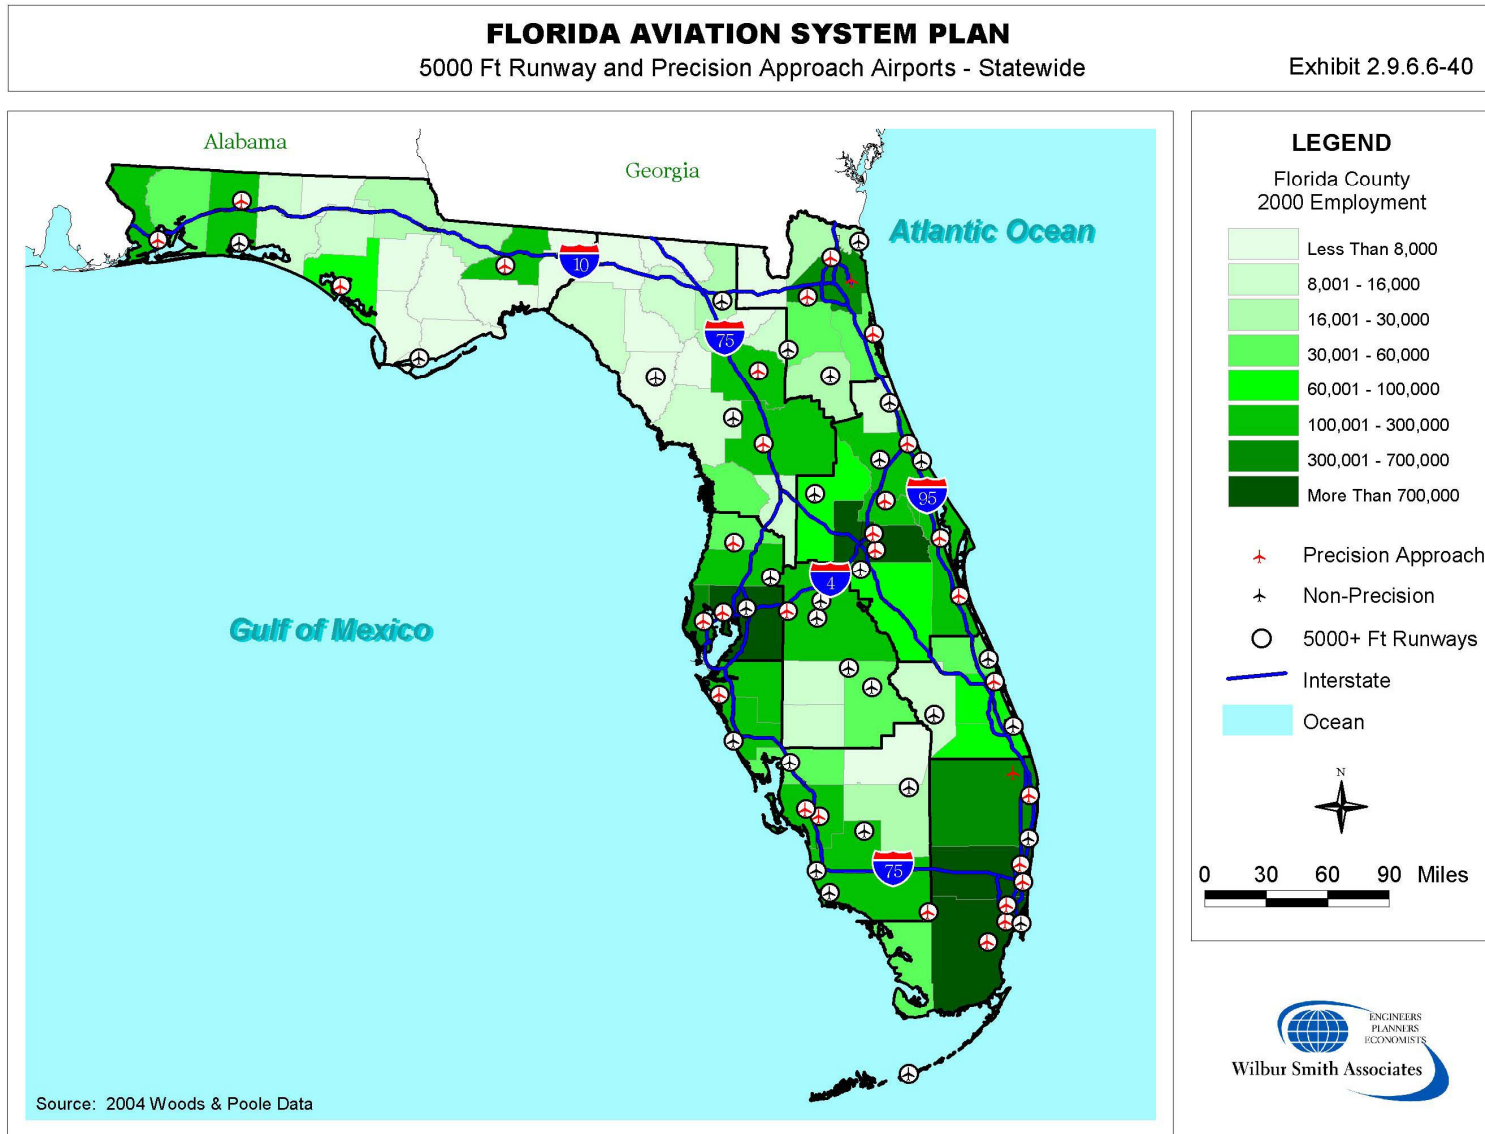 FLORIDA AVIATION SYSTEM PLAN
5000 Ft Runway and Precision Approach Airports - Statewide
Exhibit 2.9.6.6-40
Alabama
Georgia
Atlantic Ocean
10
75
95
4
Gulf of Mexico
75
Source: 2004 Woods & Poole Data
LEGEND
Florida County
2000 Employment
Less Than 8,000
8,001 - 16,000
16,001 - 30,000
30,001 - 60,000
60,001 - 100,000
100,001 - 300,000
300,001 - 700,000
More Than 700,000
Precision Approach
Non-Precision
5000+ Ft Runways
Interstate
Ocean
N
0 30 60 90 Miles
ENGINEERS
PLANNERS
ECONOMISTS
Wilbur Smith Associates